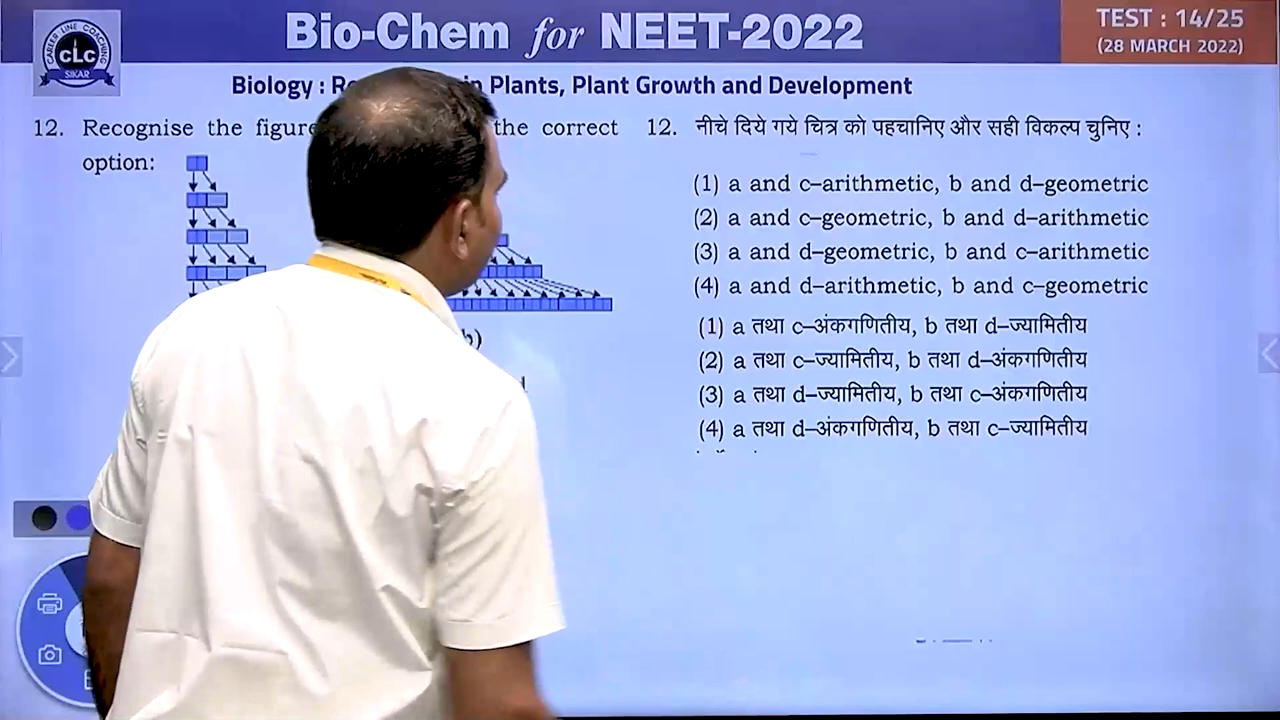 CAREER LINE COACHING
CLC
SIKAR
Bio-Chem for NEET-2022
TEST : 14/25
(28 MARCH 2022)
Biology : in Plants, Plant Growth and Development
12. Recognise the figure the correct
option:
b)
12. नीचे दिये गये चित्र को पहचानिए और सही विकल्प चुनिए :
(1) a and c–arithmetic, b and d–geometric
(2) a and c–geometric, b and d–arithmetic
(3) a and d–geometric, b and c–arithmetic
(4) a and d–arithmetic, b and c–geometric
(1) a तथा c–अंकगणितीय, b तथा d–ज्यामितीय
(2) a तथा c–ज्यामितीय, b तथा d–अंकगणितीय
(3) a तथा d–ज्यामितीय, b तथा c–अंकगणितीय
(4) a तथा d–अंकगणितीय, b तथा c–ज्यामितीय